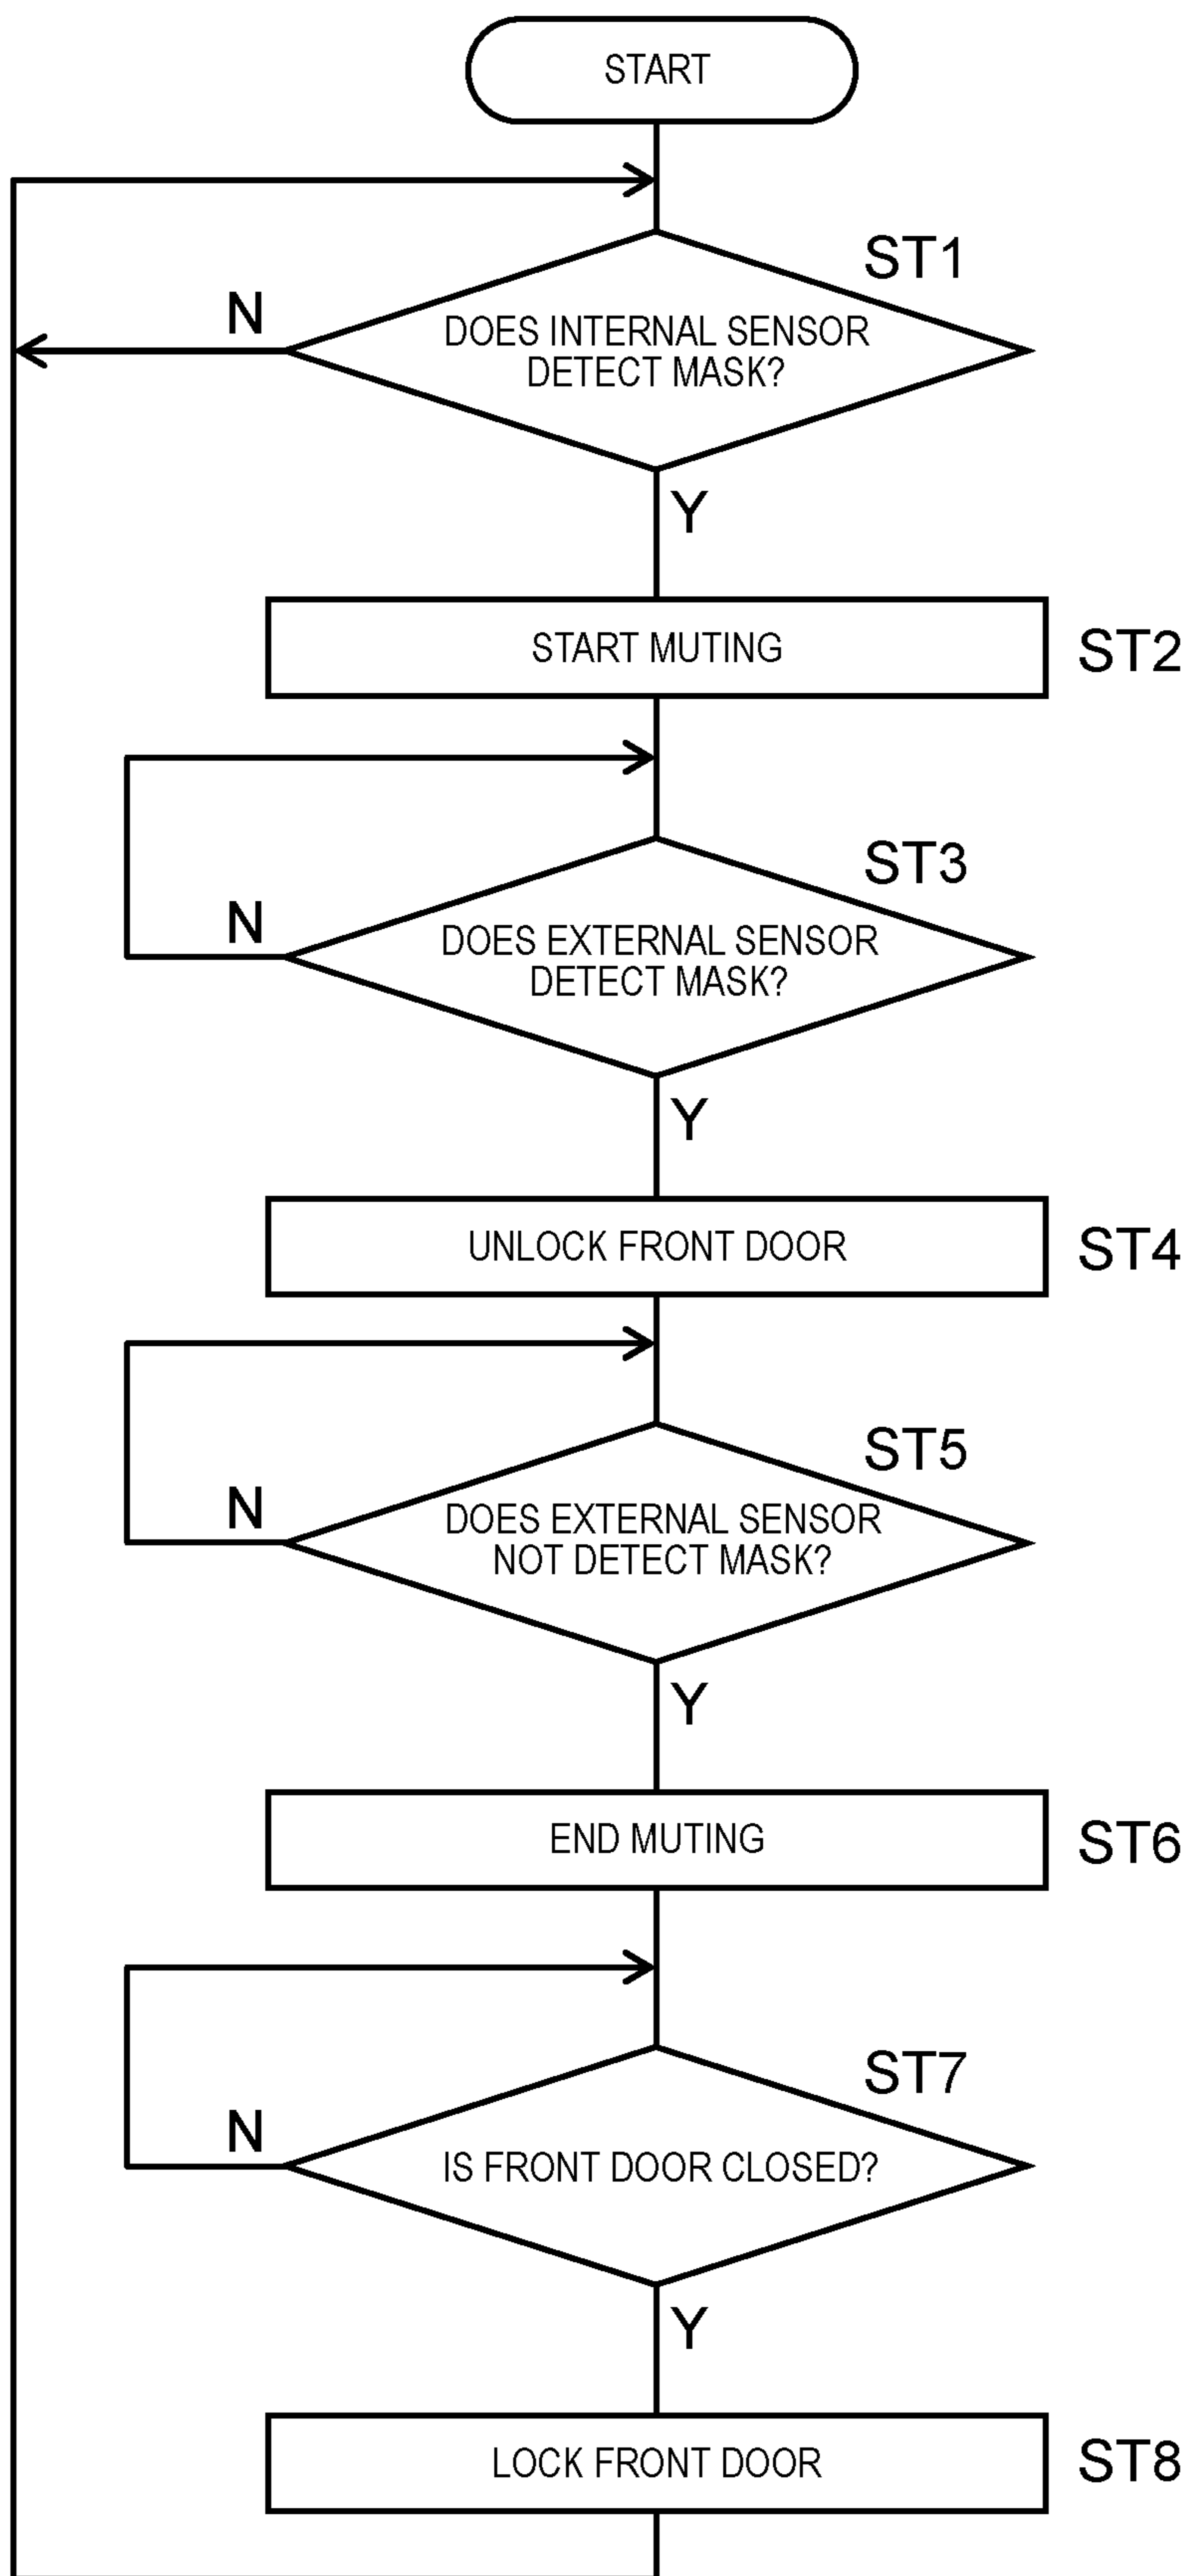 START
ST1
N
DOES INTERNAL SENSOR
DETECT MASK?
Y
START MUTING
ST2
ST3
N
DOES EXTERNAL SENSOR
DETECT MASK?
Y
UNLOCK FRONT DOOR
ST4
ST5
N
DOES EXTERNAL SENSOR
NOT DETECT MASK?
Y
END MUTING
ST6
ST7
N
IS FRONT DOOR CLOSED?
Y
LOCK FRONT DOOR
ST8